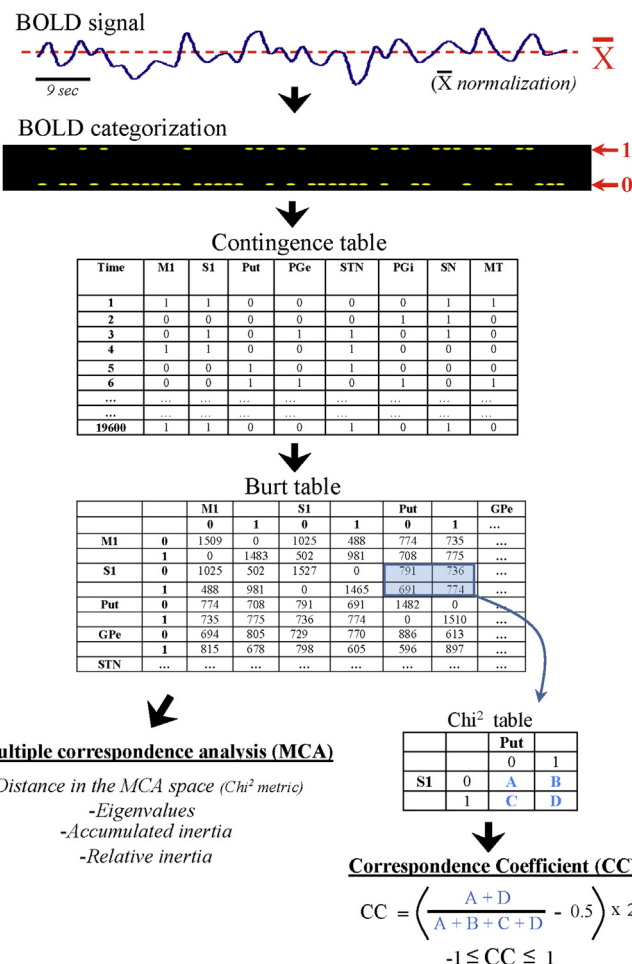 BOLD signal
X
9 sec
(X normalization)
BOLD categorization
1
0
Contingence table
Time M1 S1 Put PGe STN PGi SN MT
1 1 1 0 0 0 0 1 1
2 0 0 0 0 0 1 1 0
3 0 1 0 1 1 0 1 0
4 1 1 0 0 1 0 0 0
5 0 0 1 0 1 0 0 0
6 0 0 1 1 0 1 0 1
... ... ... ... ... ... ... ... ...
... ... ... ... ... ... ... ... ...
19600 1 1 0 0 1 0 1 0
Burt table
M1 S1 Put GPe
0 1 0 1 0 1 ...
M1 0 1509 0 1025 488 774 735 ...
1 0 1483 502 981 708 775 ...
S1 0 1025 502 1527 0 791 736 ...
1 488 981 0 1465 691 774 ...
Put 0 774 708 791 691 1482 0 ...
1 735 775 736 774 0 1510 ...
GPe 0 694 805 729 770 886 613 ...
1 815 678 798 605 596 897 ...
STN ... ... ... ... ... ... ... ...
ultiple correspondence analysis (MCA)
Distance in the MCA space (Chi² metric)
-Eigenvalues
-Accumulated inertia
-Relative inertia
Chi² table
Put
0 1
S1 0 A B
1 C D
Correspondence Coefficient (CC)
CC = ( A + D / A + B + C + D - 0.5 ) x 2
-1 ≤ CC ≤ 1